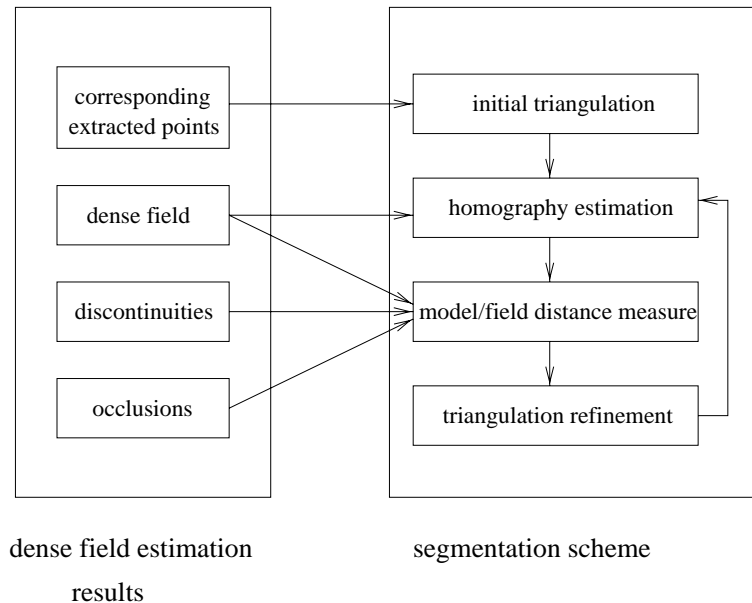 corresponding
extracted points
dense field
discontinuities
occlusions
initial triangulation
homography estimation
model/field distance measure
triangulation refinement
dense field estimation
results
segmentation scheme